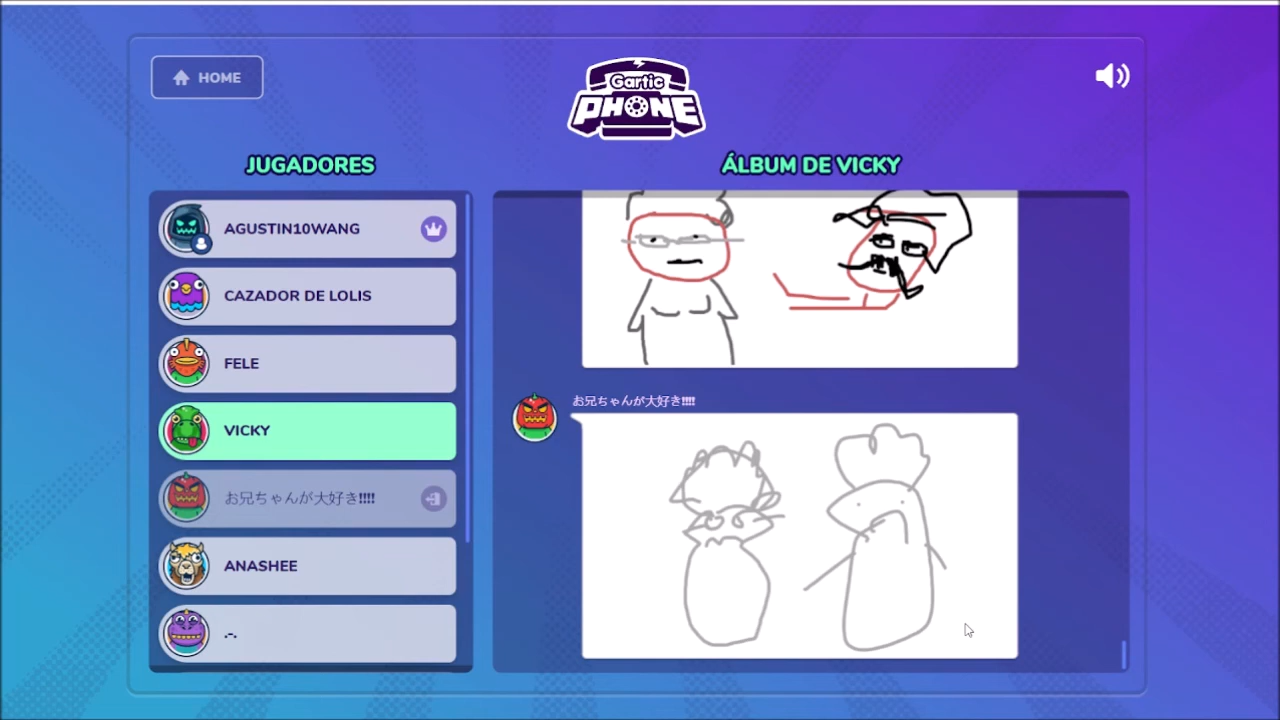 HOME
Gartic
PHONE
JUGADORES
ÁLBUM DE VICKY
AGUSTIN10WANG
CAZADOR DE LOLIS
FELE
VICKY
お兄ちゃんが大好き!!!!
ANASHEE
.-.
お兄ちゃんが大好き!!!!